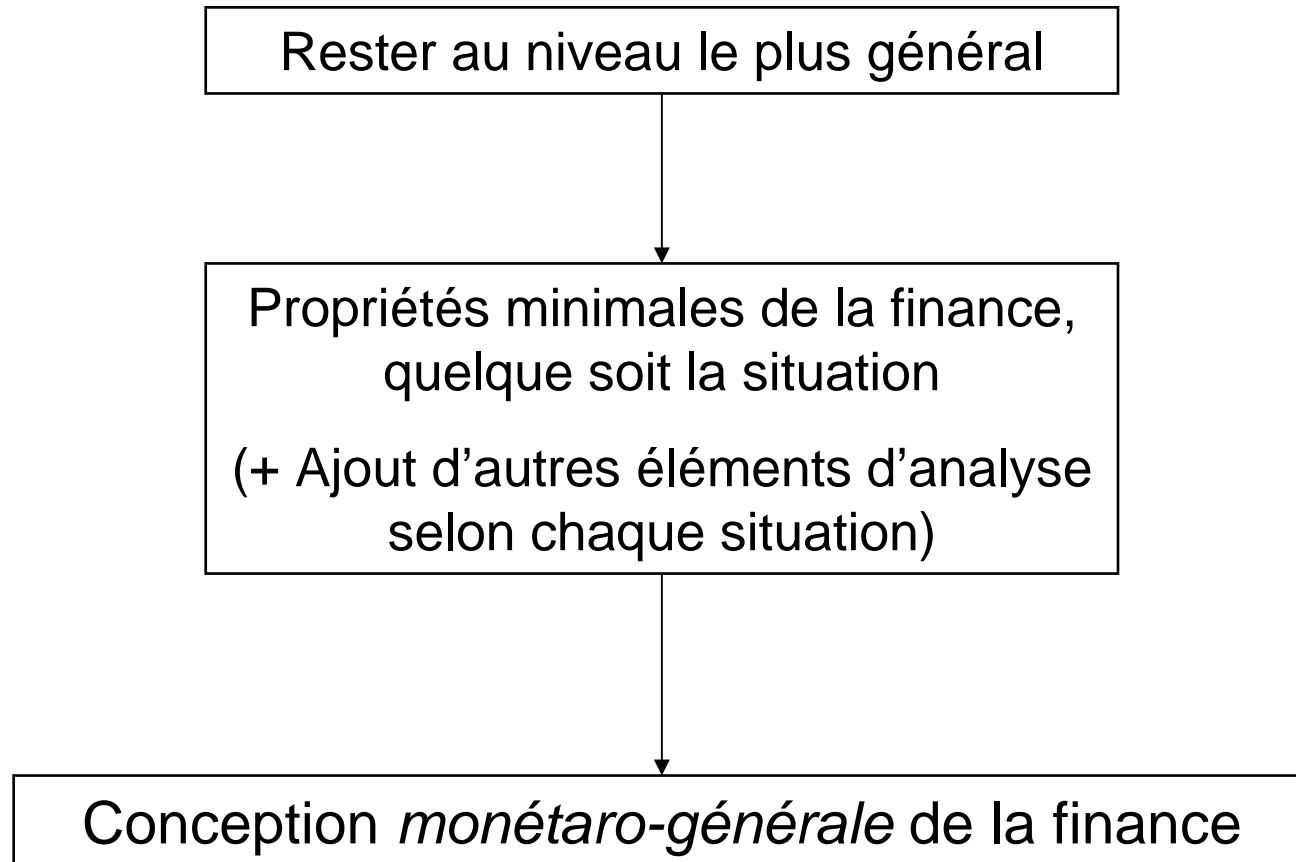 Rester au niveau le plus général
Propriétés minimales de la finance,
quelque soit la situation
(+ Ajout d’autres éléments d’analyse
selon chaque situation)
Conception monétaro-générale de la finance